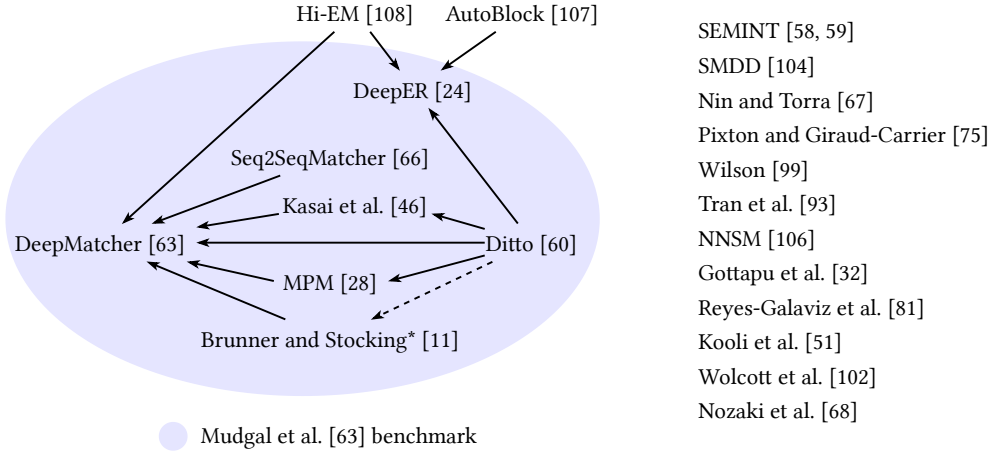 Hi-EM [108]
AutoBlock [107]
DeepER [24]
Seq2SeqMatcher [66]
Kasai et al. [46]
DeepMatcher [63]
Ditto [60]
MPM [28]
Brunner and Stocking* [11]
Mudgal et al. [63] benchmark
SEMINT [58, 59]
SMDD [104]
Nin and Torra [67]
Pixton and Giraud-Carrier [75]
Wilson [99]
Tran et al. [93]
NNSM [106]
Gottapu et al. [32]
Reyes-Galaviz et al. [81]
Kooli et al. [51]
Wolcott et al. [102]
Nozaki et al. [68]